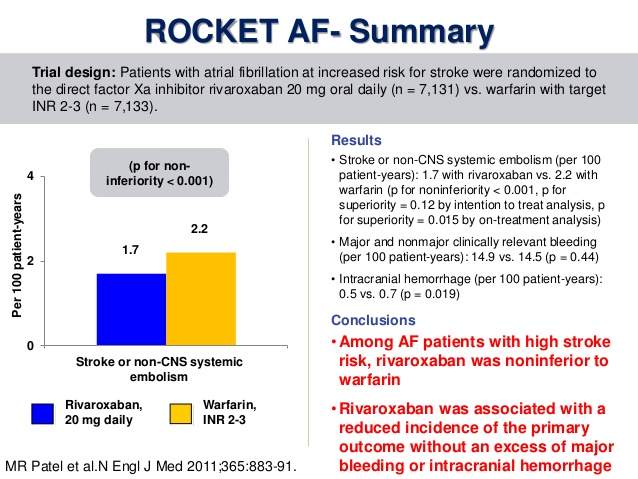 ROCKET AF- Summary
Trial design: Patients with atrial fibrillation at increased risk for stroke were randomized to
the direct factor Xa inhibitor rivaroxaban 20 mg oral daily (n = 7,131) vs. warfarin with target
INR 2-3 (n = 7,133).
(p for non-
inferiority < 0.001)
Per 100 patient-years
4
2
0
1.7
2.2
Stroke or non-CNS systemic
embolism
Rivaroxaban,
20 mg daily
Warfarin,
INR 2-3
Results
• Stroke or non-CNS systemic embolism (per 100
patient-years): 1.7 with rivaroxaban vs. 2.2 with
warfarin (p for noninferiority < 0.001, p for
superiority = 0.12 by intention to treat analysis, p
for superiority = 0.015 by on-treatment analysis)
• Major and nonmajor clinically relevant bleeding
(per 100 patient-years): 14.9 vs. 14.5 (p = 0.44)
• Intracranial hemorrhage (per 100 patient-years):
0.5 vs. 0.7 (p = 0.019)
Conclusions
• Among AF patients with high stroke
risk, rivaroxaban was noninferior to
warfarin
• Rivaroxaban was associated with a
reduced incidence of the primary
outcome without an excess of major
bleeding or intracranial hemorrhage
MR Patel et al.N Engl J Med 2011;365:883-91.